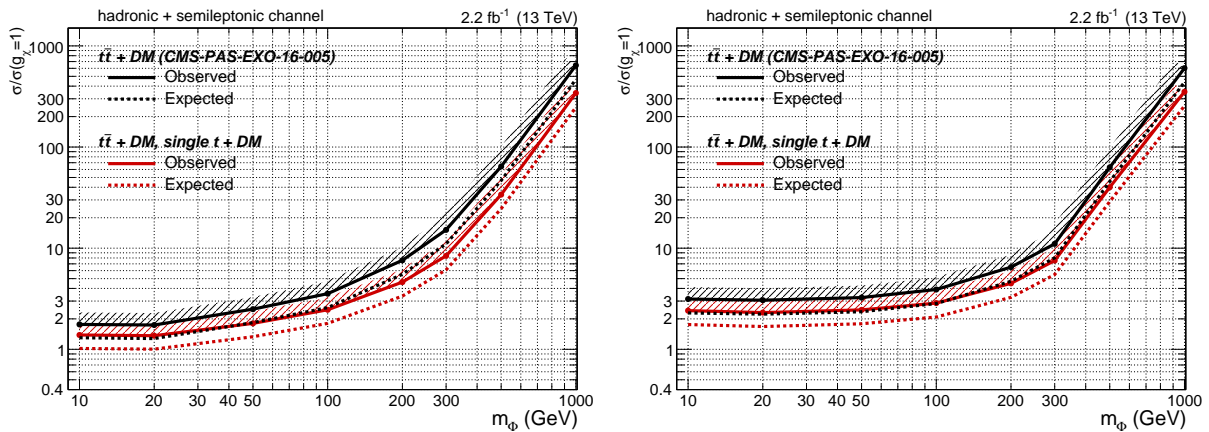 hadronic + semileptonic channel 2.2 fb⁻¹ (13 TeV)
σ/σ(gχ=1)
1000
300
200
100
30
20
10
3
2
1
0.4
tt̅ + DM (CMS-PAS-EXO-16-005)
Observed
Expected
tt̅ + DM, single t + DM
Observed
Expected
10 20 30 40 50 100 200 300 1000
mΦ (GeV)
hadronic + semileptonic channel 2.2 fb⁻¹ (13 TeV)
σ/σ(gχ=1)
1000
300
200
100
30
20
10
3
2
1
0.4
tt̅ + DM (CMS-PAS-EXO-16-005)
Observed
Expected
tt̅ + DM, single t + DM
Observed
Expected
10 20 30 40 50 100 200 300 1000
mΦ (GeV)